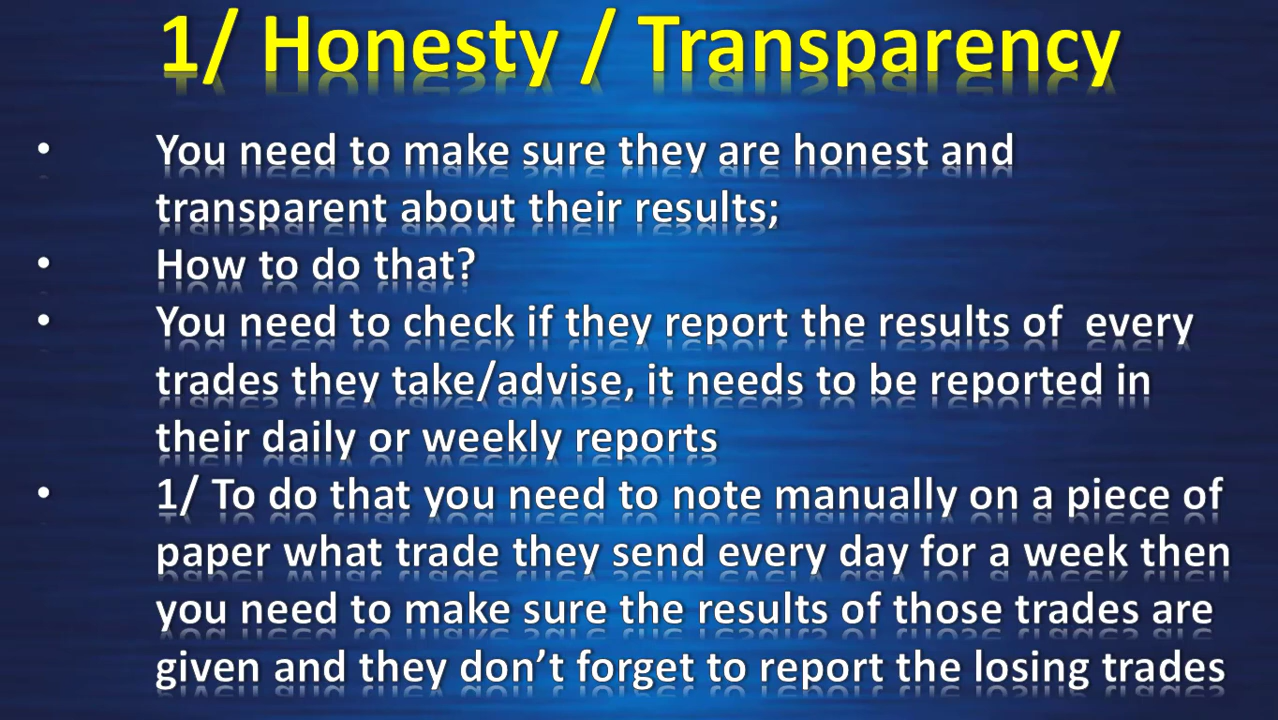 1/ Honesty / Transparency
• You need to make sure they are honest and
transparent about their results;
• How to do that?
• You need to check if they report the results of every
trades they take/advise, it needs to be reported in
their daily or weekly reports
• 1/ To do that you need to note manually on a piece of
paper what trade they send every day for a week then
you need to make sure the results of those trades are
given and they don’t forget to report the losing trades